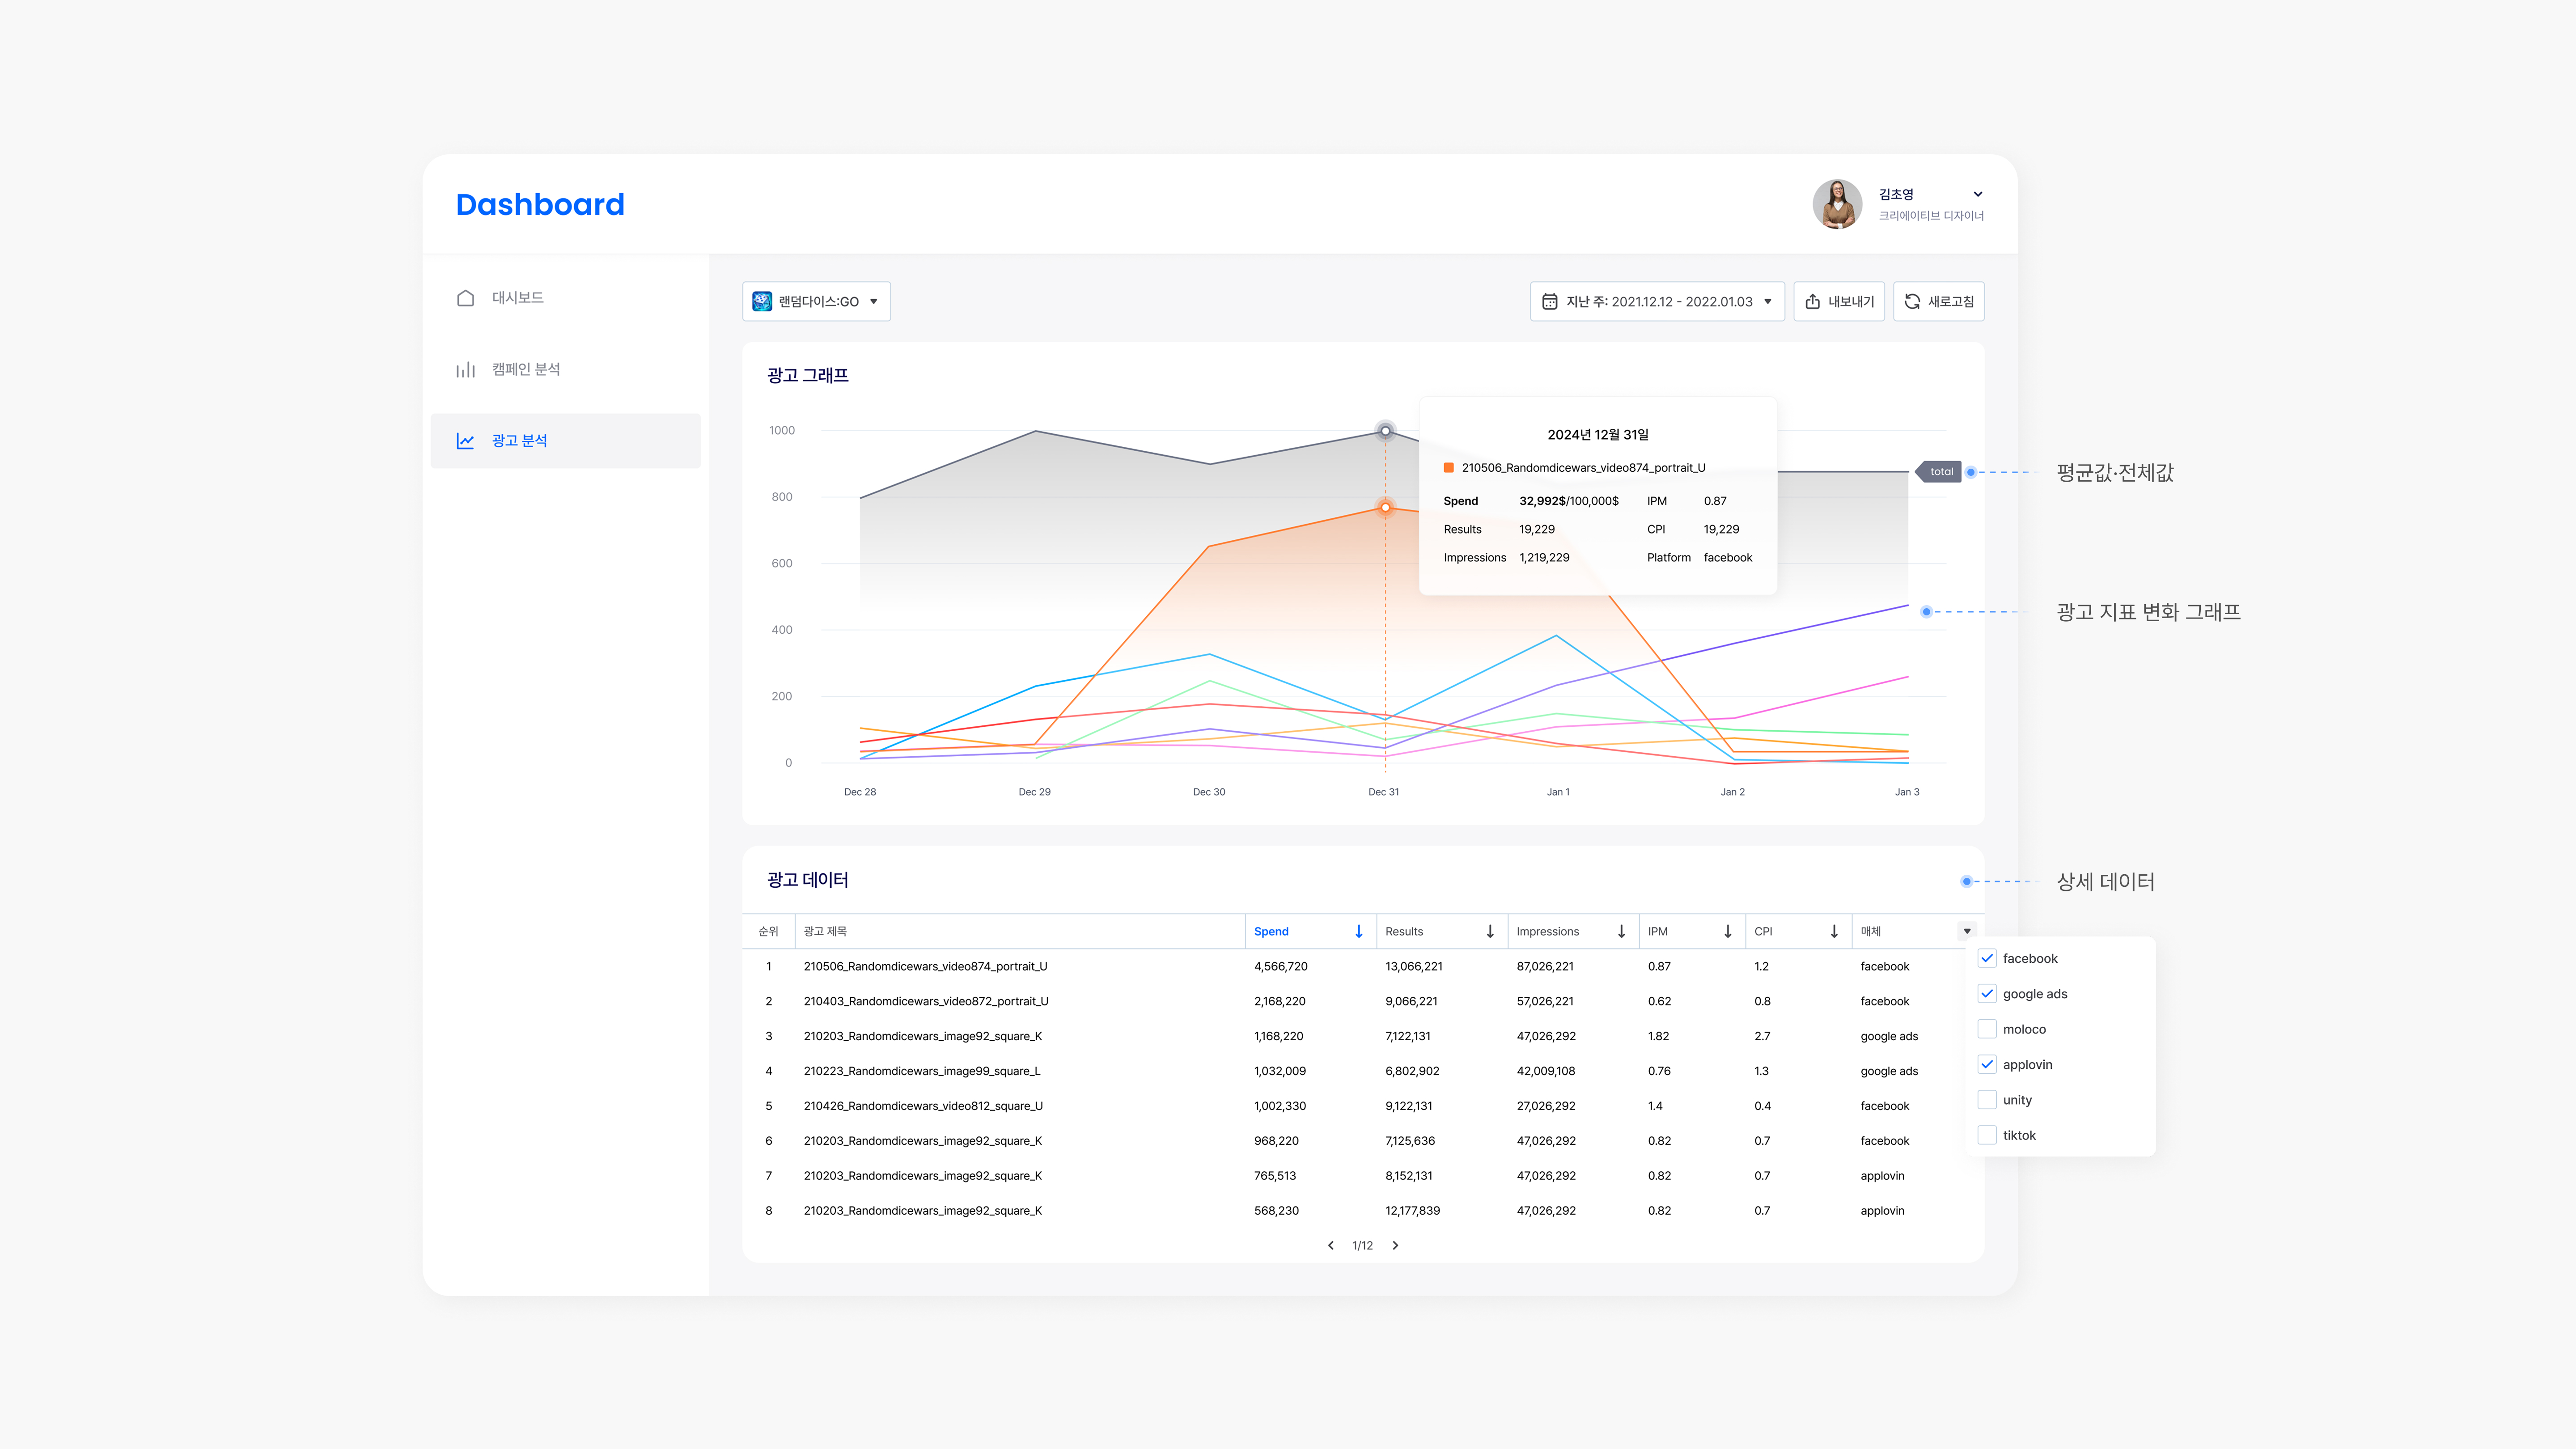 Dashboard
김초영
크리에이티브 디자이너
대시보드
캠페인 분석
광고 분석
랜덤다이스:GO
지난 주: 2021.12.12 - 2022.01.03
내보내기
새로고침
광고 그래프
1000
800
600
400
200
0
Dec 28
Dec 29
Dec 30
Dec 31
Jan 1
Jan 2
Jan 3
2024년 12월 31일
210506_Randomdicewars_video874_portrait_U
Spend 32,992$/100,000$ IPM 0.87
Results 19,229 CPI 19,229
Impressions 1,219,229 Platform facebook
total
평균값·전체값
광고 지표 변화 그래프
광고 데이터
상세 데이터
순위 광고 제목 Spend Results Impressions IPM CPI 매체
1 210506_Randomdicewars_video874_portrait_U 4,566,720 13,066,221 87,026,221 0.87 1.2 facebook
2 210403_Randomdicewars_video872_portrait_U 2,168,220 9,066,221 57,026,221 0.62 0.8 facebook
3 210203_Randomdicewars_image92_square_K 1,168,220 7,122,131 47,026,292 1.82 2.7 google ads
4 210223_Randomdicewars_image99_square_L 1,032,009 6,802,902 42,009,108 0.76 1.3 google ads
5 210426_Randomdicewars_video812_square_U 1,002,330 9,122,131 27,026,292 1.4 0.4 facebook
6 210203_Randomdicewars_image92_square_K 968,220 7,125,636 47,026,292 0.82 0.7 facebook
7 210203_Randomdicewars_image92_square_K 765,513 8,152,131 47,026,292 0.82 0.7 applovin
8 210203_Randomdicewars_image92_square_K 568,230 12,177,839 47,026,292 0.82 0.7 applovin
1/12
facebook
google ads
moloco
applovin
unity
tiktok